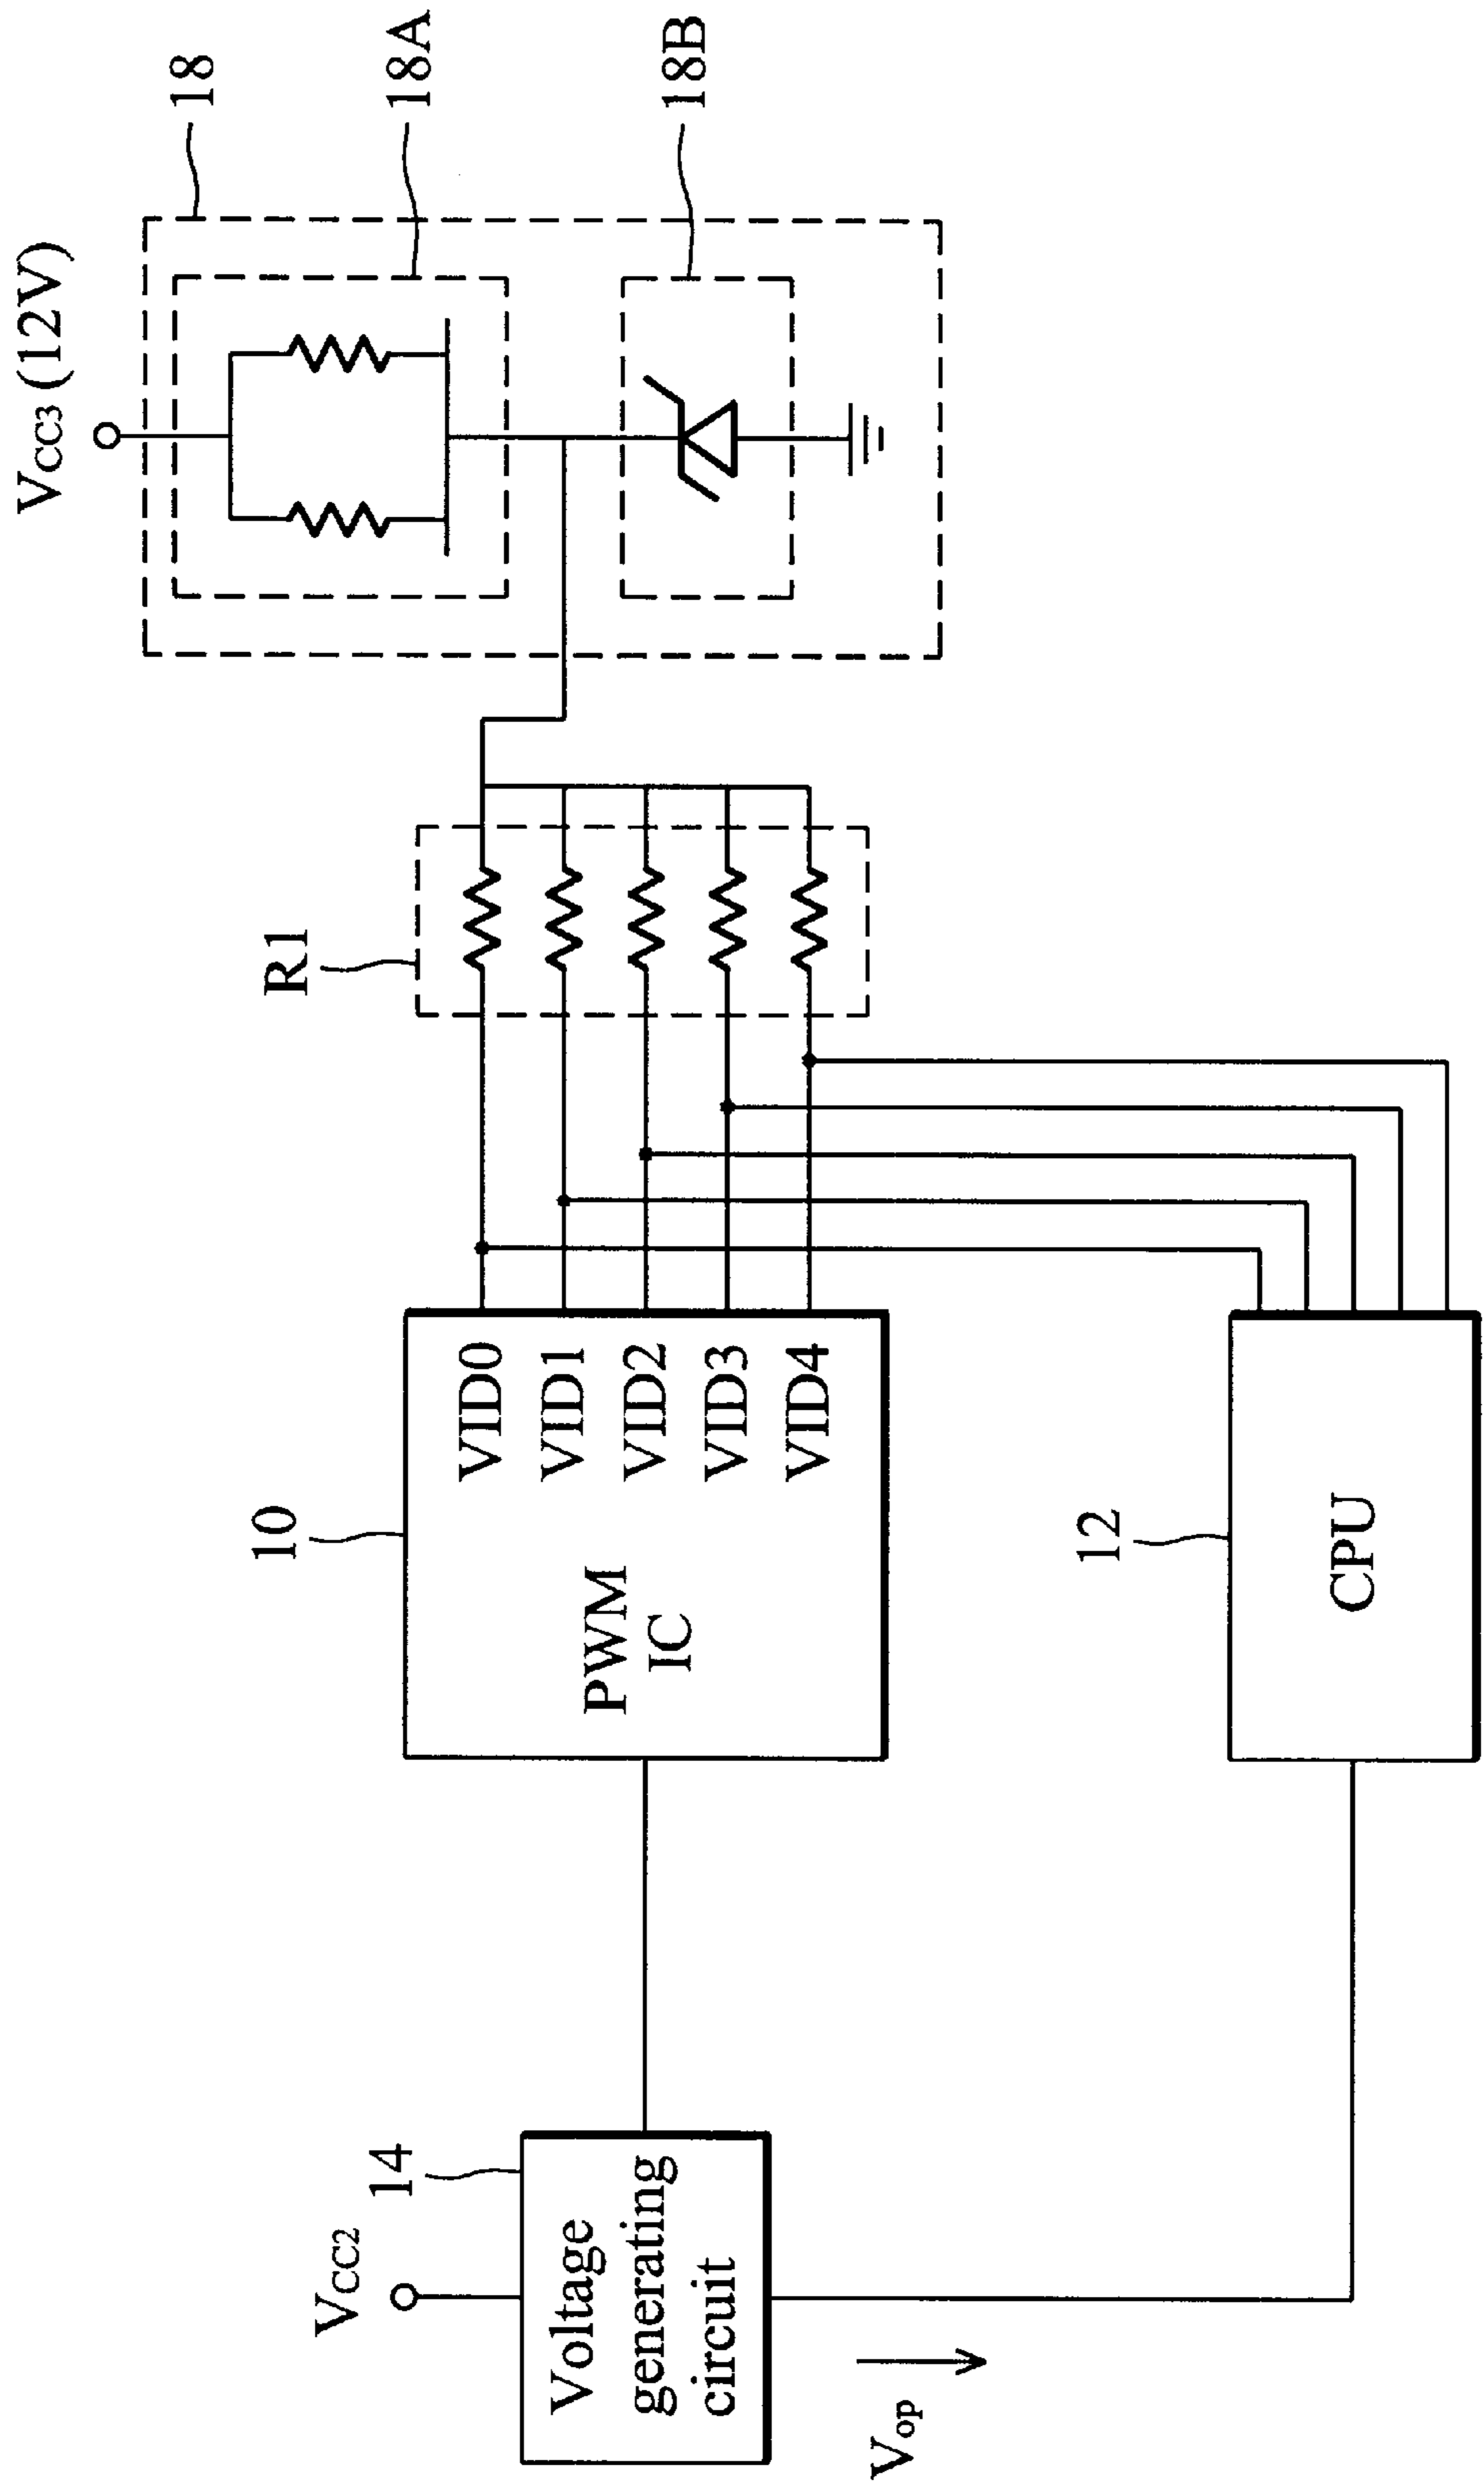 VCC3 (12V)
18
18A
18B
R1
10
VID0
VID1
VID2
VID3
VID4
PWM
IC
12
CPU
VCC2
14
Voltage
generating
circuit
Vop